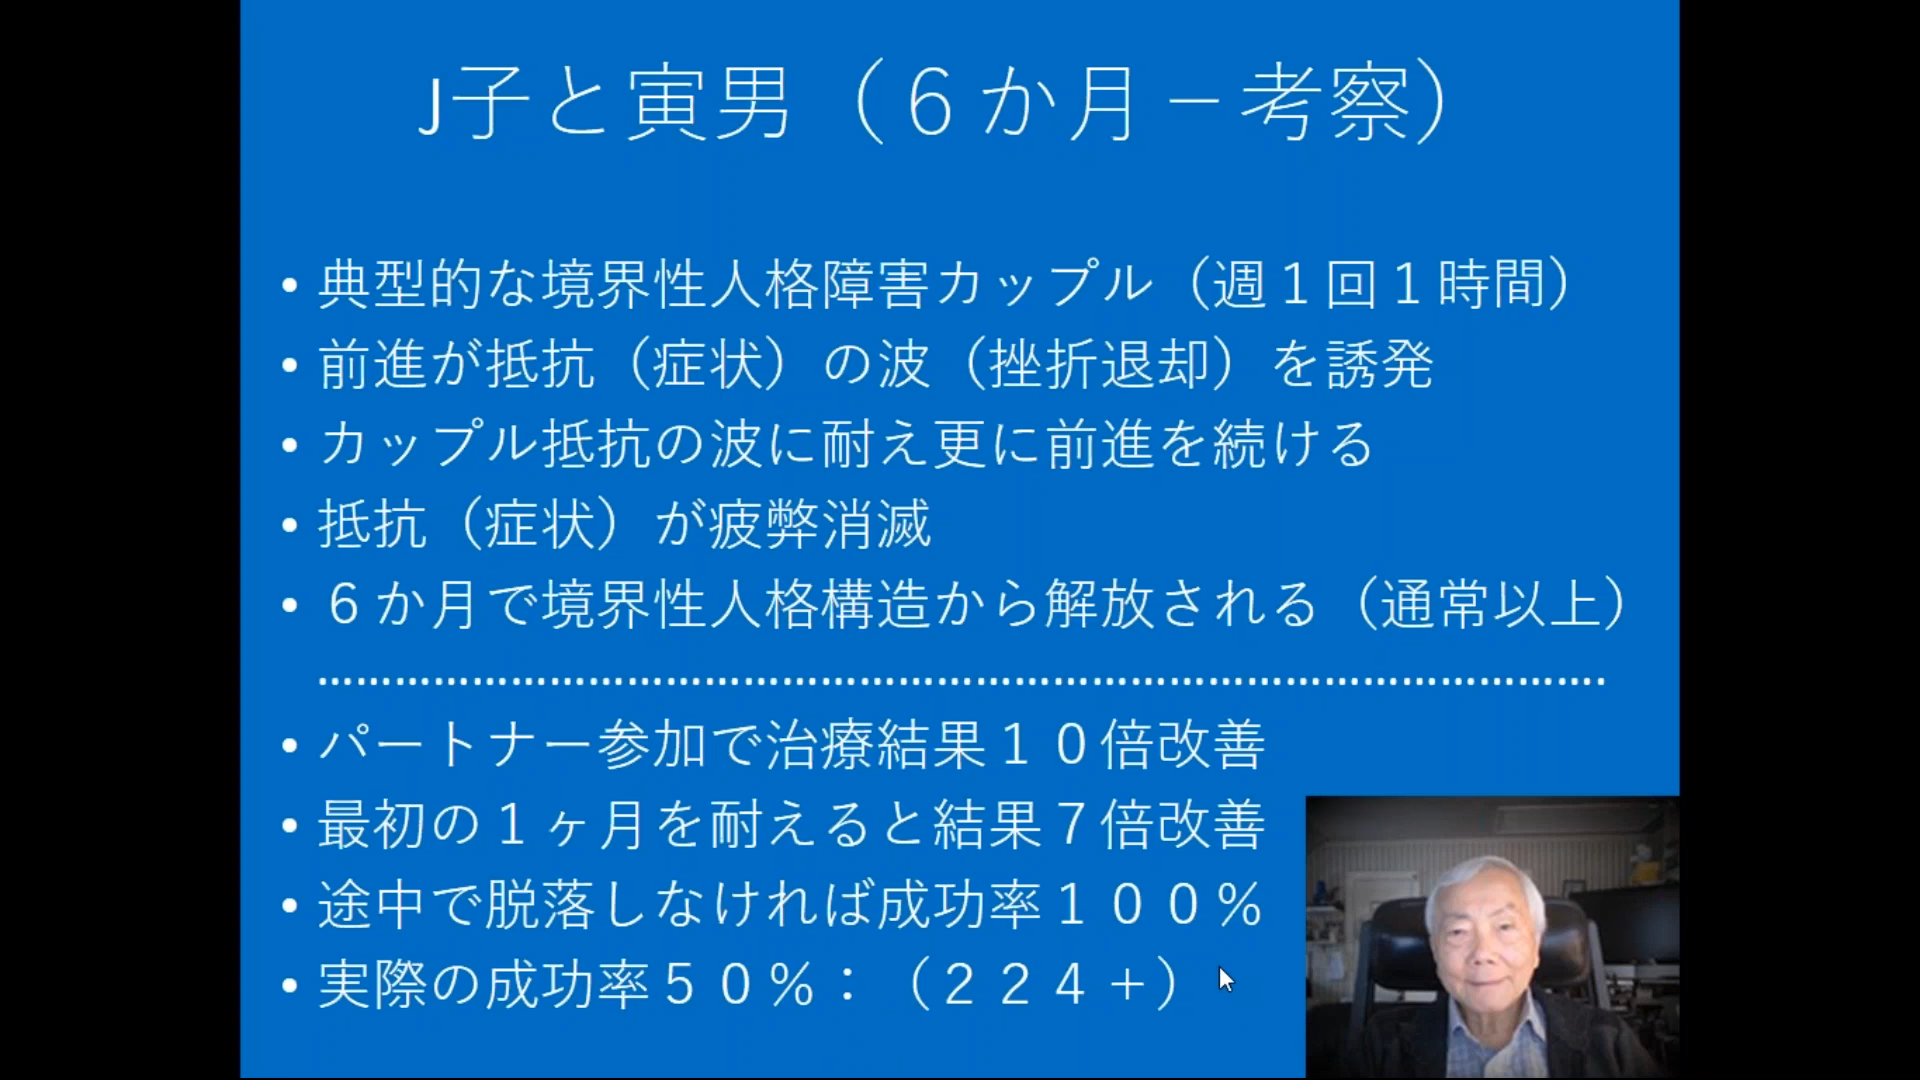 J子と寅男（６か月－考察）
• 典型的な境界性人格障害カップル（週１回１時間）
• 前進が抵抗（症状）の波（挫折退却）を誘発
• カップル抵抗の波に耐え更に前進を続ける
• 抵抗（症状）が疲弊消滅
• ６か月で境界性人格構造から解放される（通常以上）
………………………………………………………………………………………….
• パートナー参加で治療結果１０倍改善
• 最初の１ヶ月を耐えると結果７倍改善
• 途中で脱落しなければ成功率１００％
• 実際の成功率５０％：（２２４＋）